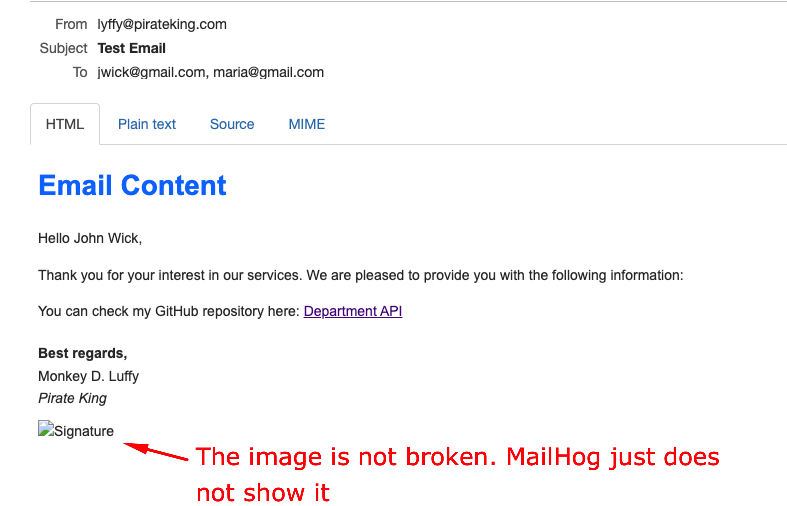 From lyffy@pirateking.com
Subject Test Email
To jwick@gmail.com, maria@gmail.com
HTML Plain text Source MIME
Email Content
Hello John Wick,
Thank you for your interest in our services. We are pleased to provide you with the following information:
You can check my GitHub repository here: Department API
Best regards,
Monkey D. Luffy
Pirate King
Signature
The image is not broken. MailHog just does
not show it